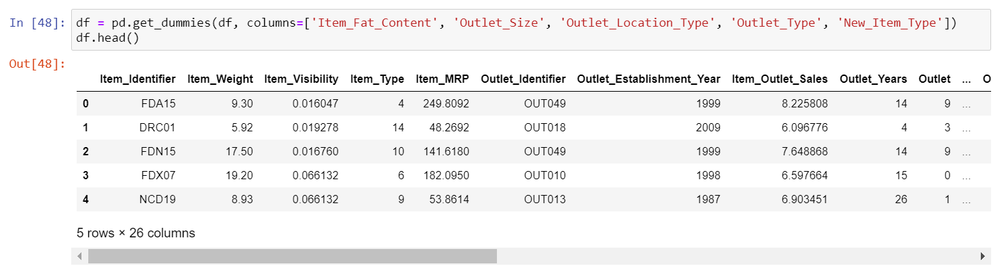 In [48]: df = pd.get_dummies(df, columns=['Item_Fat_Content', 'Outlet_Size', 'Outlet_Location_Type', 'Outlet_Type', 'New_Item_Type'])
df.head()
Out[48]:
Item_Identifier Item_Weight Item_Visibility Item_Type Item_MRP Outlet_Identifier Outlet_Establishment_Year Item_Outlet_Sales Outlet_Years Outlet ... O
0 FDA15 9.30 0.016047 4 249.8092 OUT049 1999 8.225808 14 9 ...
1 DRC01 5.92 0.019278 14 48.2692 OUT018 2009 6.096776 4 3 ...
2 FDN15 17.50 0.016760 10 141.6180 OUT049 1999 7.648868 14 9 ...
3 FDX07 19.20 0.066132 6 182.0950 OUT010 1998 6.597664 15 0 ...
4 NCD19 8.93 0.066132 9 53.8614 OUT013 1987 6.903451 26 1 ...
5 rows × 26 columns